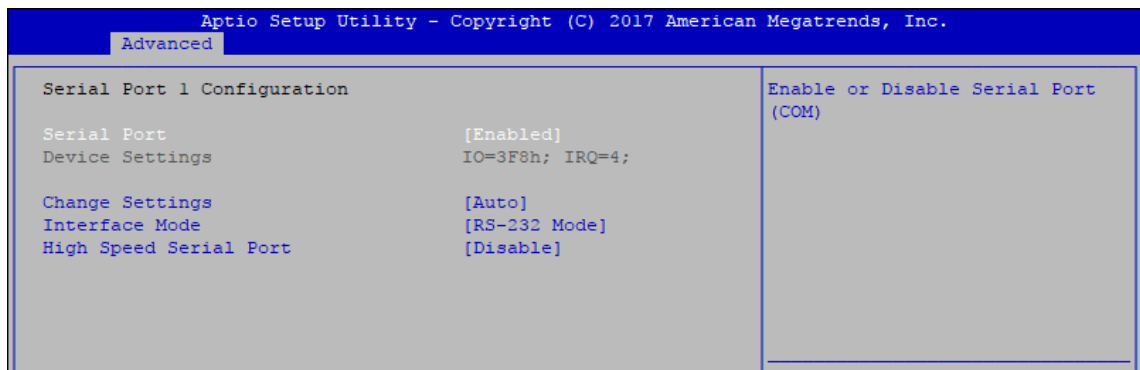 Aptio Setup Utility - Copyright (C) 2017 American Megatrends, Inc.
Advanced
Serial Port 1 Configuration
Serial Port [Enabled]
Device Settings IO=3F8h; IRQ=4;
Change Settings [Auto]
Interface Mode [RS-232 Mode]
High Speed Serial Port [Disable]
Enable or Disable Serial Port
(COM)